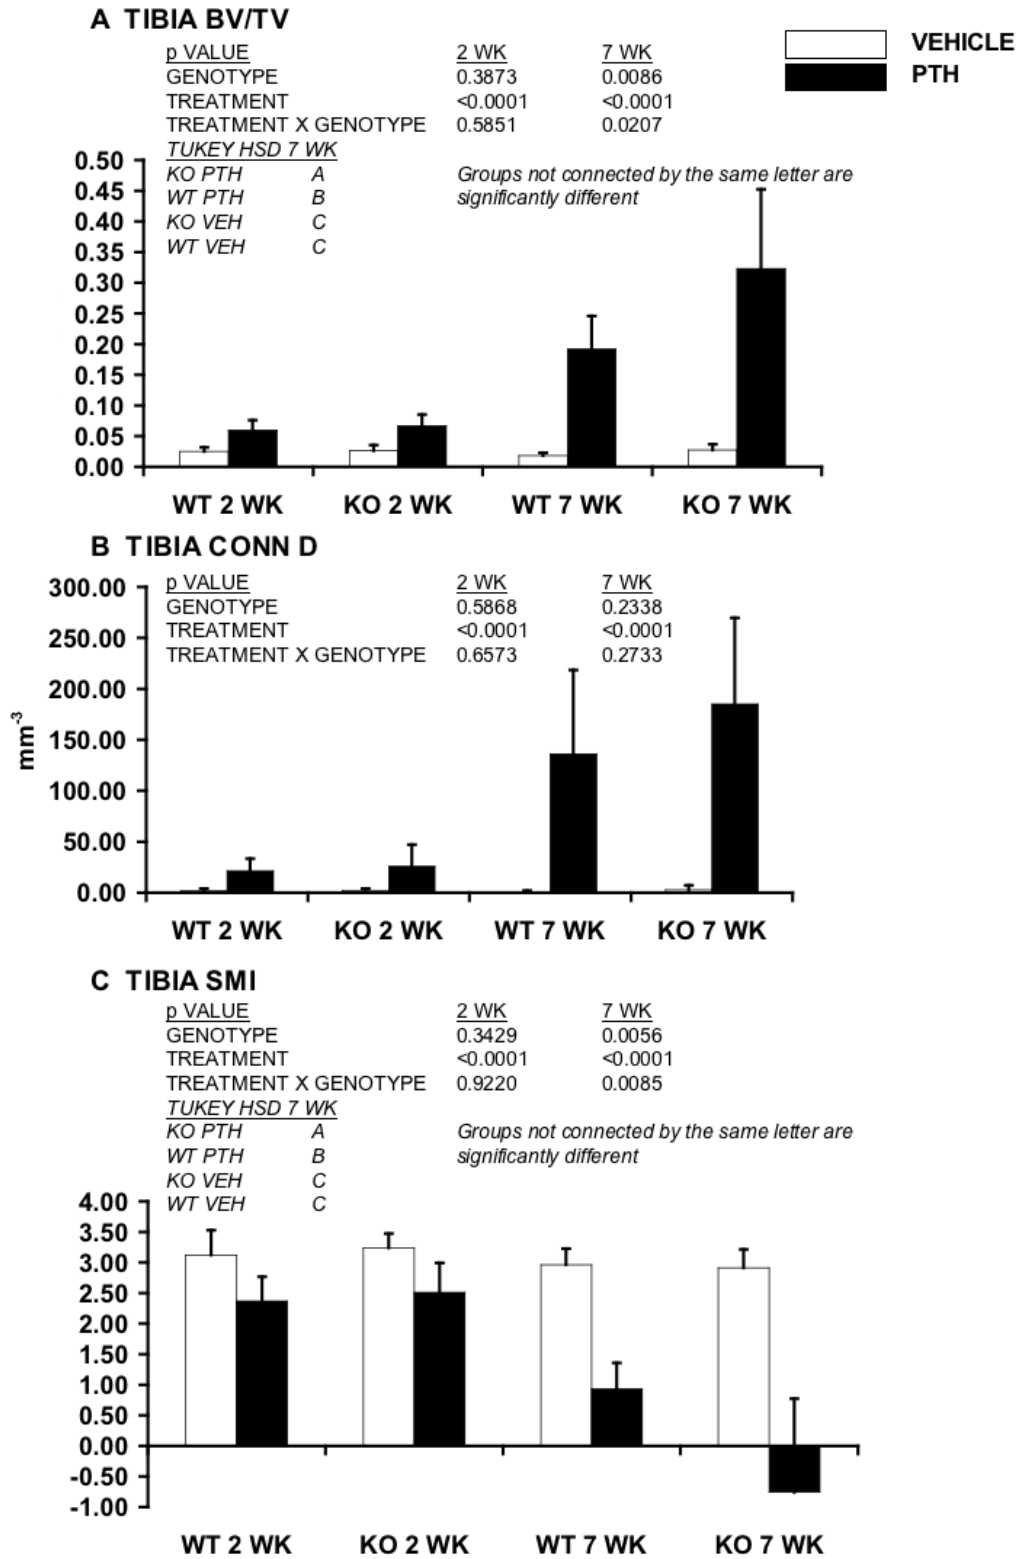 A TIBIA BV/TV
VEHICLE
PTH
p VALUE 2 WK 7 WK
GENOTYPE 0.3873 0.0086
TREATMENT <0.0001 <0.0001
TREATMENT X GENOTYPE 0.5851 0.0207
TUKEY HSD 7 WK
KO PTH A
WT PTH B
KO VEH C
WT VEH C
Groups not connected by the same letter are
significantly different
0.50
0.45
0.40
0.35
0.30
0.25
0.20
0.15
0.10
0.05
0.00
WT 2 WK KO 2 WK WT 7 WK KO 7 WK
B TIBIA CONN D
p VALUE 2 WK 7 WK
GENOTYPE 0.5868 0.2338
TREATMENT <0.0001 <0.0001
TREATMENT X GENOTYPE 0.6573 0.2733
mm-3
300.00
250.00
200.00
150.00
100.00
50.00
0.00
WT 2 WK KO 2 WK WT 7 WK KO 7 WK
C TIBIA SMI
p VALUE 2 WK 7 WK
GENOTYPE 0.3429 0.0056
TREATMENT <0.0001 <0.0001
TREATMENT X GENOTYPE 0.9220 0.0085
TUKEY HSD 7 WK
KO PTH A
WT PTH B
KO VEH C
WT VEH C
Groups not connected by the same letter are
significantly different
4.00
3.50
3.00
2.50
2.00
1.50
1.00
0.50
0.00
-0.50
-1.00
WT 2 WK KO 2 WK WT 7 WK KO 7 WK